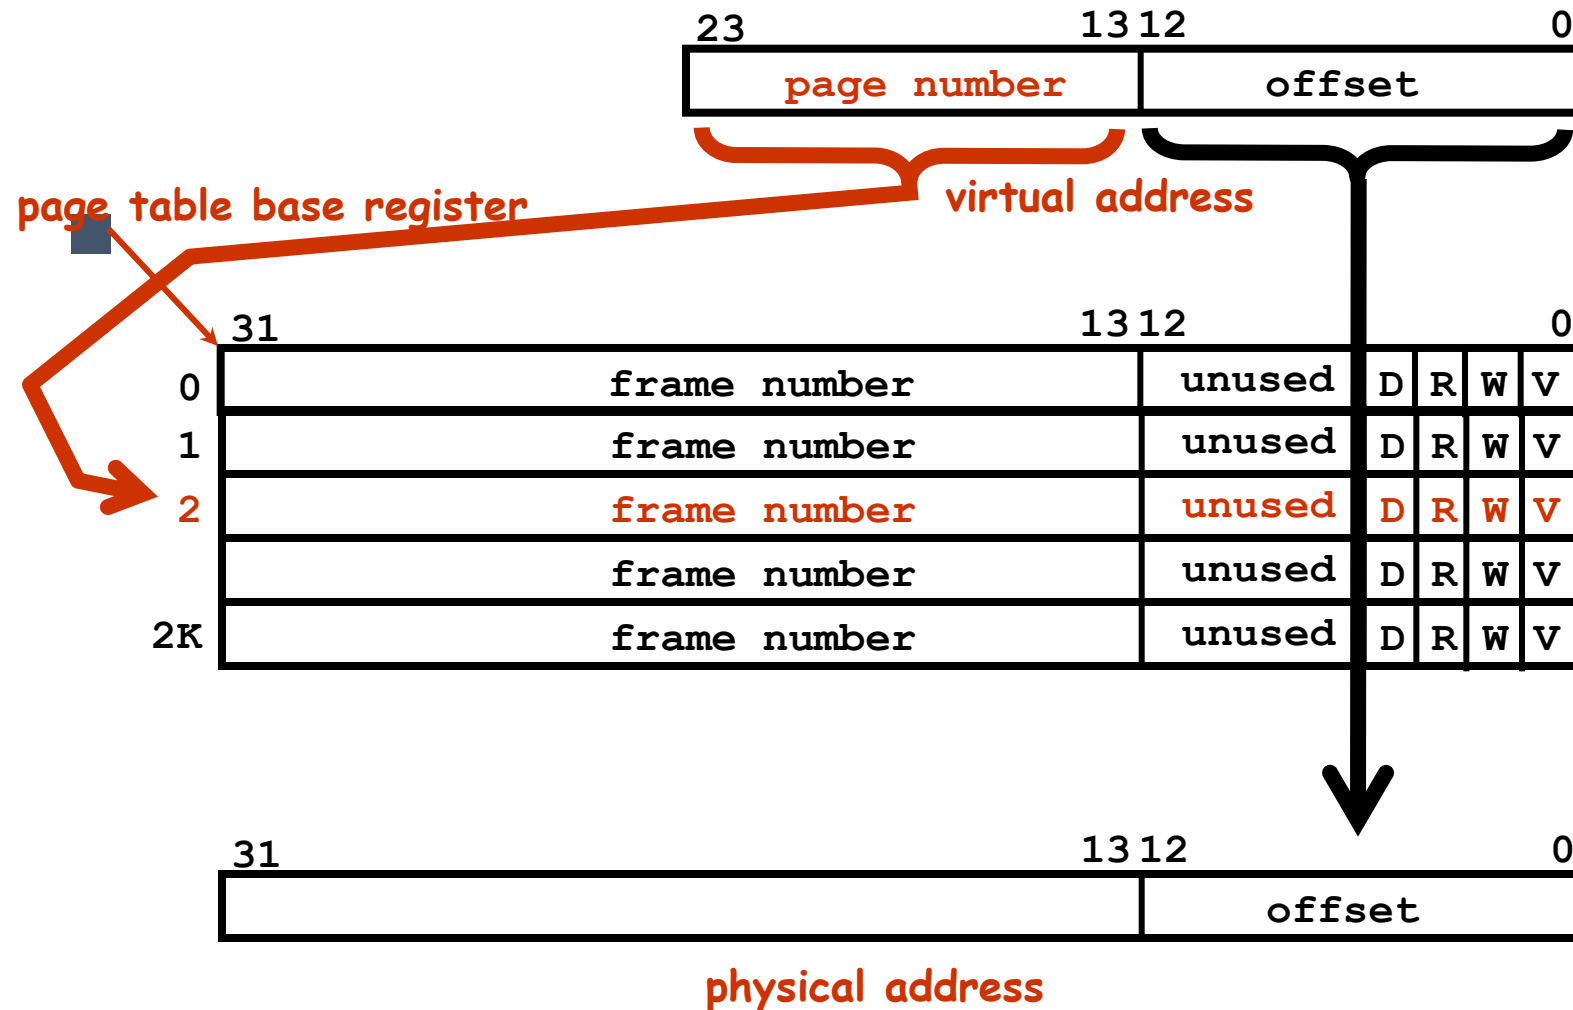 23 13 12 0
page number offset
page table base register virtual address
31 13 12 0
0 frame number unused D R W V
1 frame number unused D R W V
2 frame number unused D R W V
frame number unused D R W V
2K frame number unused D R W V
31 13 12 0
offset
physical address